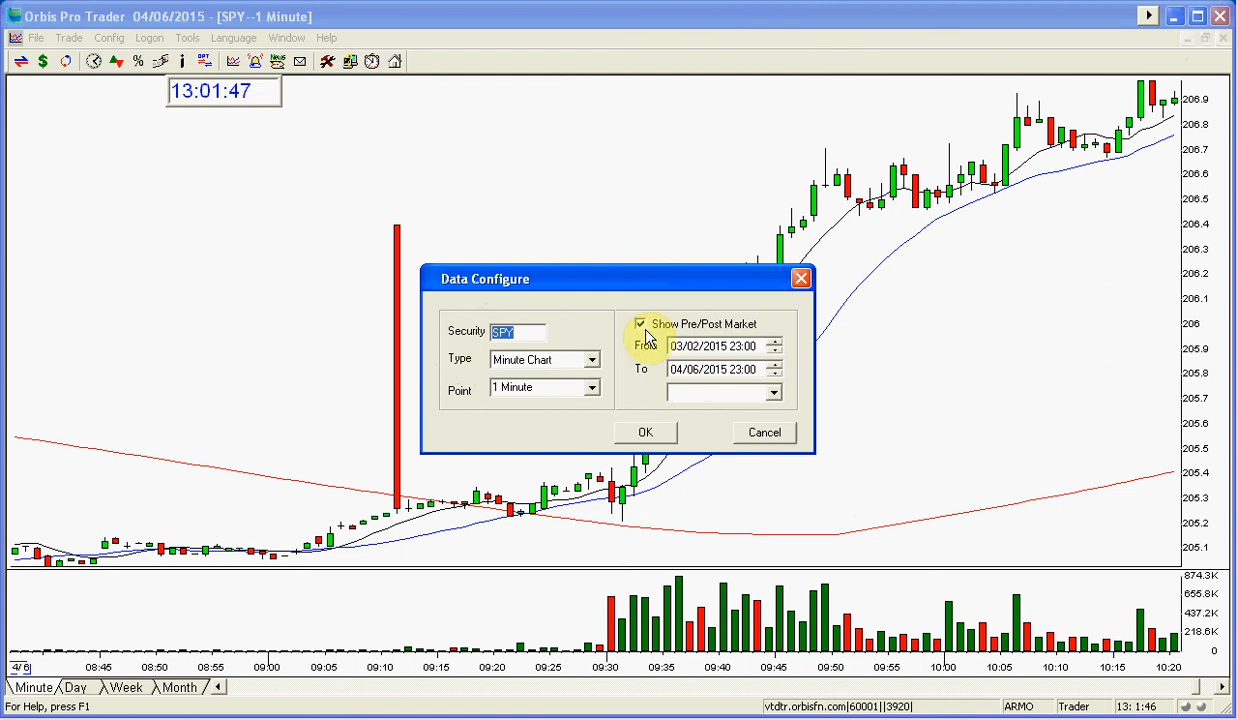 Orbis Pro Trader 04/06/2015 - [SPY--1 Minute]
File Trade Config Logon Tools Language Window Help
13:01:47
206.9
206.8
206.7
206.6
206.5
206.4
206.3
206.2
206.1
206
205.9
205.8
205.7
205.6
205.5
205.4
205.3
205.2
205.1
Data Configure
Security SPY
Type Minute Chart
Point 1 Minute
Show Pre/Post Market
From 03/02/2015 23:00
To 04/06/2015 23:00
OK Cancel
874.3K
655.8K
437.2K
218.6K
0
4/6 08:45 08:50 08:55 09:00 09:05 09:10 09:15 09:20 09:25 09:30 09:35 09:40 09:45 09:50 09:55 10:00 10:05 10:10 10:15 10:20
Minute Day Week Month
For Help, press F1 vtdtr.orbisfn.com|60001||3920| ARMO Trader 13: 1:46